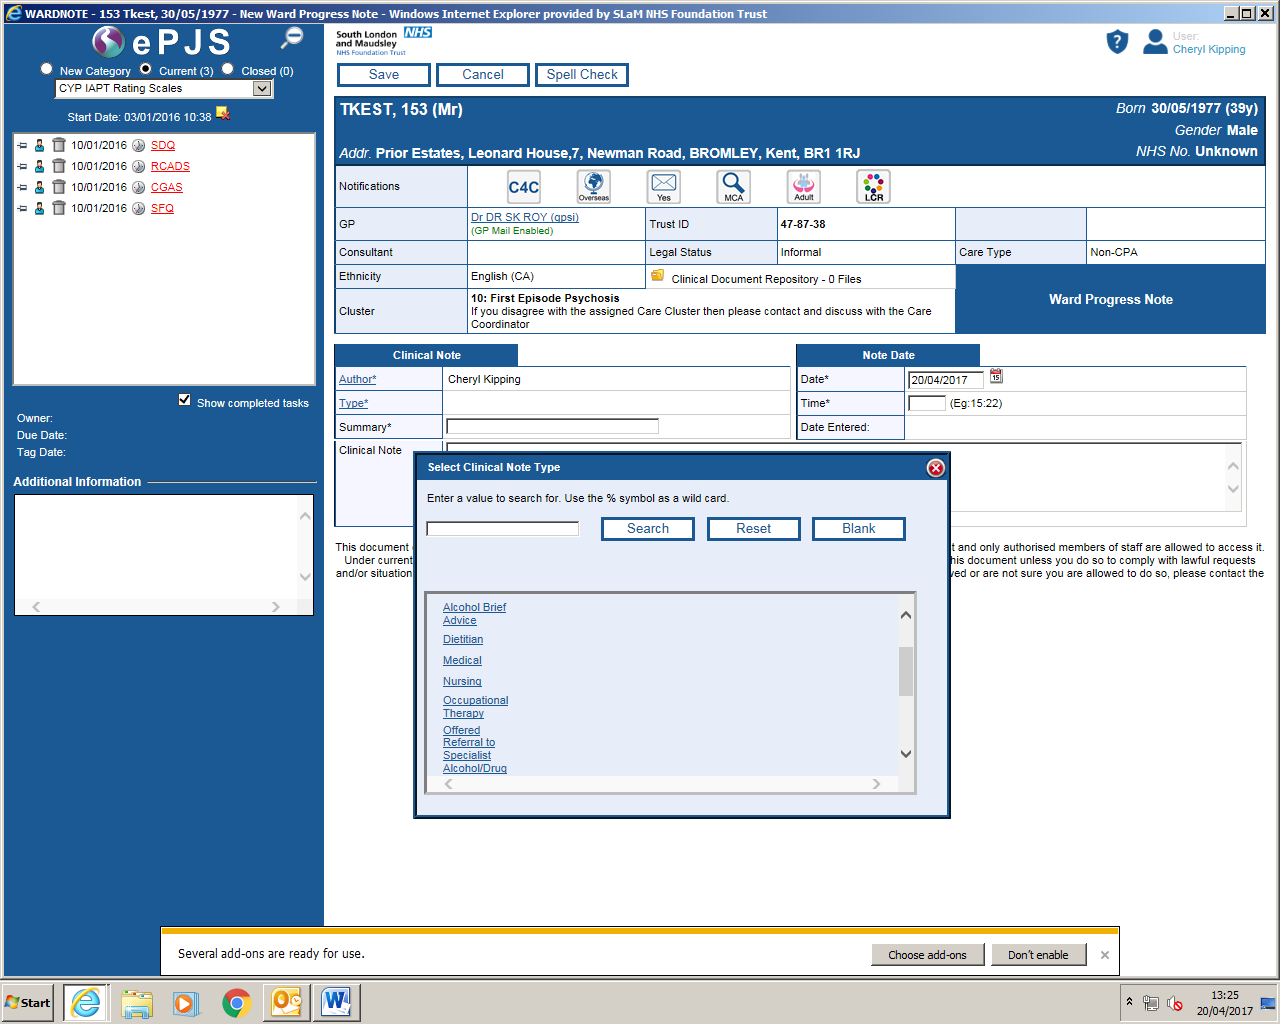 WARDNOTE - 153 Tkest, 30/05/1977 - New Ward Progress Note - Windows Internet Explorer provided by SLaM NHS Foundation Trust
ePJS
New Category Current (3) Closed (0)
CYP IAPT Rating Scales
Start Date: 03/01/2016 10:38
10/01/2016 SDQ
10/01/2016 RCADS
10/01/2016 CGAS
10/01/2016 SFQ
Show completed tasks
Owner:
Due Date:
Tag Date:
Additional Information
South London NHS
and Maudsley
NHS Foundation Trust
User:
Cheryl Kipping
Save Cancel Spell Check
TKEST, 153 (Mr)
Born 30/05/1977 (39y)
Gender Male
Addr. Prior Estates, Leonard House,7, Newman Road, BROMLEY, Kent, BR1 1RJ
NHS No. Unknown
Notifications C4C Overseas Yes MCA Adult LCR
GP Dr DR SK ROY (gpsi) Trust ID 47-87-38
(GP Mail Enabled)
Consultant Legal Status Informal Care Type Non-CPA
Ethnicity English (CA) Clinical Document Repository - 0 Files
Cluster 10: First Episode Psychosis
If you disagree with the assigned Care Cluster then please contact and discuss with the Care
Coordinator
Ward Progress Note
Clinical Note
Author* Cheryl Kipping
Type*
Summary*
Clinical Note
Note Date
Date* 20/04/2017 15
Time* (Eg:15:22)
Date Entered:
This document
t and only authorised members of staff are allowed to access it.
Under current
his document unless you do so to comply with lawful requests
and/or situation
ved or are not sure you are allowed to do so, please contact the
Select Clinical Note Type
Enter a value to search for. Use the % symbol as a wild card.
Search Reset Blank
Alcohol Brief
Advice
Dietitian
Medical
Nursing
Occupational
Therapy
Offered
Referral to
Specialist
Alcohol/Drug
Several add-ons are ready for use.
Choose add-ons Don't enable
Start
13:25
20/04/2017